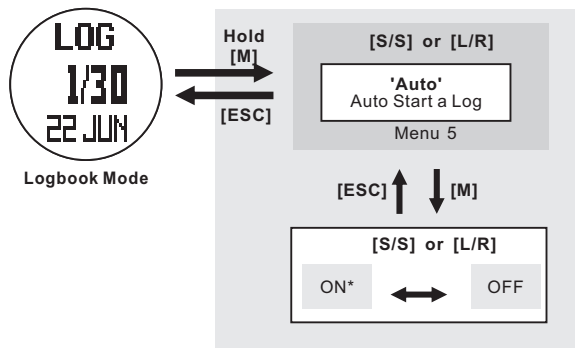 LOG
1/30
22 JUN
Logbook Mode
Hold
[M]
[ESC]
[S/S] or [L/R]
'Auto'
Auto Start a Log
Menu 5
[ESC]
[M]
[S/S] or [L/R]
ON*
OFF